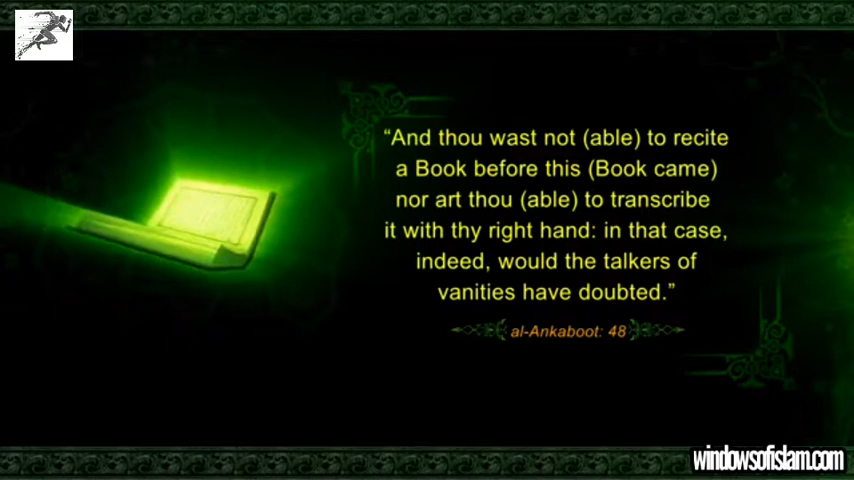 “And thou wast not (able) to recite
a Book before this (Book came)
nor art thou (able) to transcribe
it with thy right hand: in that case,
indeed, would the talkers of
vanities have doubted.”
al-Ankaboot: 48
windowsofislam.com